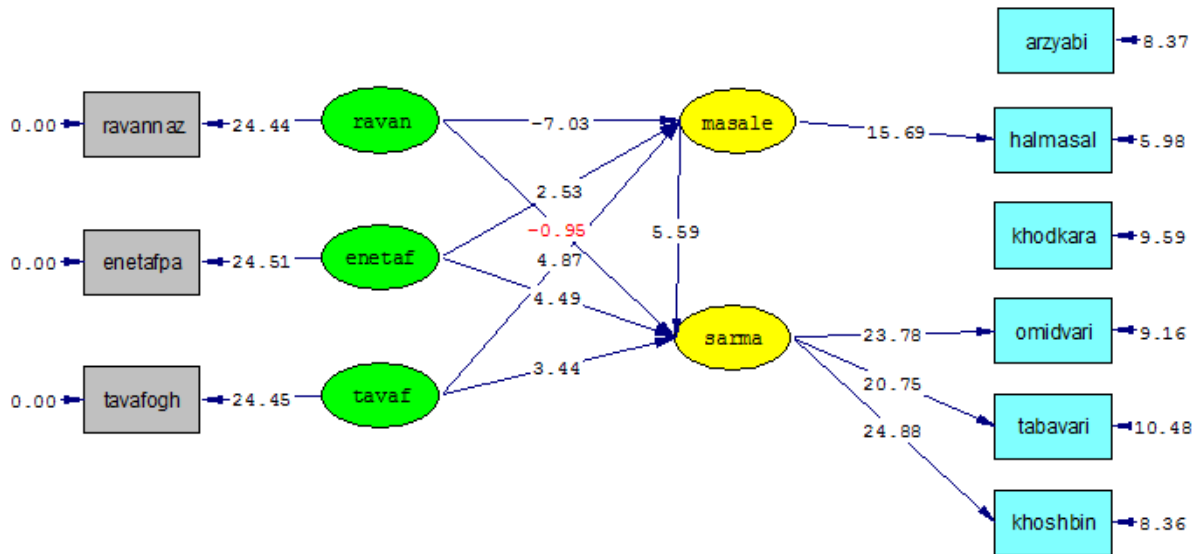 arzyabi
8.37
0.00
ravannaz
24.44
ravan
-7.03
masale
15.69
halmasal
5.98
2.53
-0.95
5.59
khodkara
9.59
0.00
enetafpa
24.51
enetaf
4.87
4.49
sarma
23.78
omidvari
9.16
0.00
tavafogh
24.45
tavaf
3.44
20.75
tabavari
10.48
24.88
khoshbin
8.36